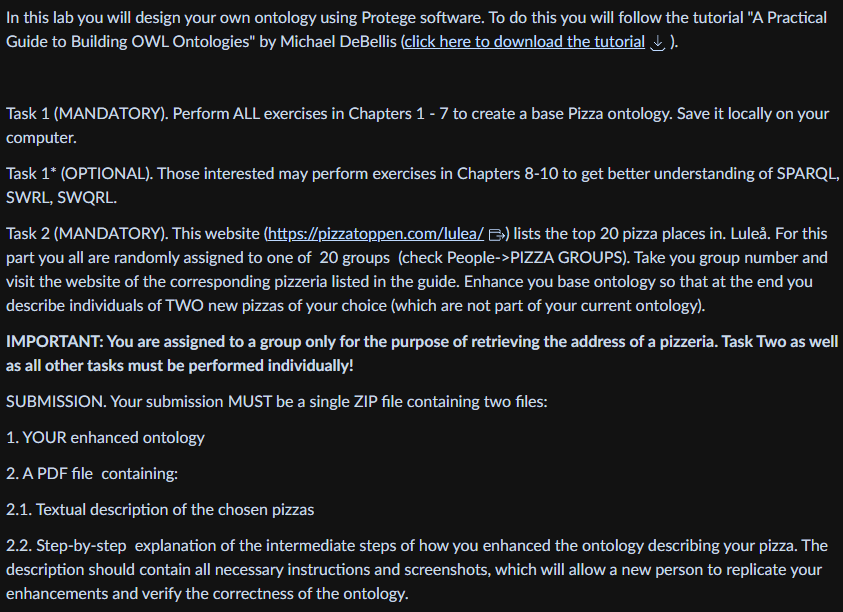 In this lab you will design your own ontology using Protege software. To do this you will follow the tutorial "A Practical
Guide to Building OWL Ontologies" by Michael DeBellis (click here to download the tutorial ).
Task 1 (MANDATORY). Perform ALL exercises in Chapters 1 - 7 to create a base Pizza ontology. Save it locally on your
computer.
Task 1* (OPTIONAL). Those interested may perform exercises in Chapters 8-10 to get better understanding of SPARQL,
SWRL, SWQRL.
Task 2 (MANDATORY). This website (https://pizzatoppen.com/lulea/ ) lists the top 20 pizza places in. Luleå. For this
part you all are randomly assigned to one of 20 groups (check People->PIZZA GROUPS). Take you group number and
visit the website of the corresponding pizzeria listed in the guide. Enhance you base ontology so that at the end you
describe individuals of TWO new pizzas of your choice (which are not part of your current ontology).
IMPORTANT: You are assigned to a group only for the purpose of retrieving the address of a pizzeria. Task Two as well
as all other tasks must be performed individually!
SUBMISSION. Your submission MUST be a single ZIP file containing two files:
1. YOUR enhanced ontology
2. A PDF file containing:
2.1. Textual description of the chosen pizzas
2.2. Step-by-step explanation of the intermediate steps of how you enhanced the ontology describing your pizza. The
description should contain all necessary instructions and screenshots, which will allow a new person to replicate your
enhancements and verify the correctness of the ontology.